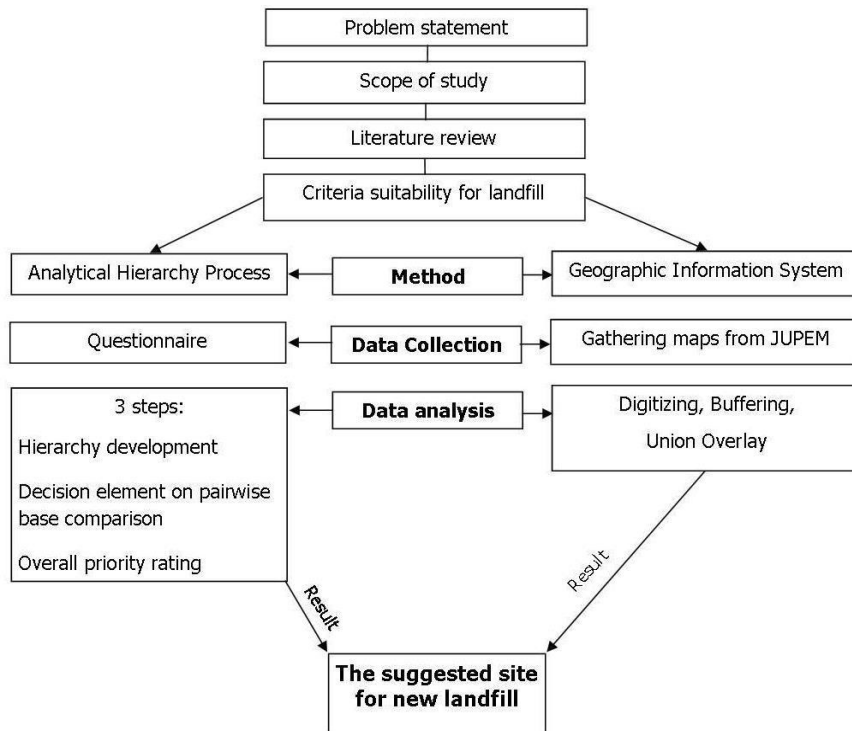 Problem statement
Scope of study
Literature review
Criteria suitability for landfill
Analytical Hierarchy Process
Method
Geographic Information System
Questionnaire
Data Collection
Gathering maps from JUPEM
3 steps:
Hierarchy development
Decision element on pairwise
base comparison
Overall priority rating
Data analysis
Digitizing, Buffering,
Union Overlay
Result
Result
The suggested site
for new landfill